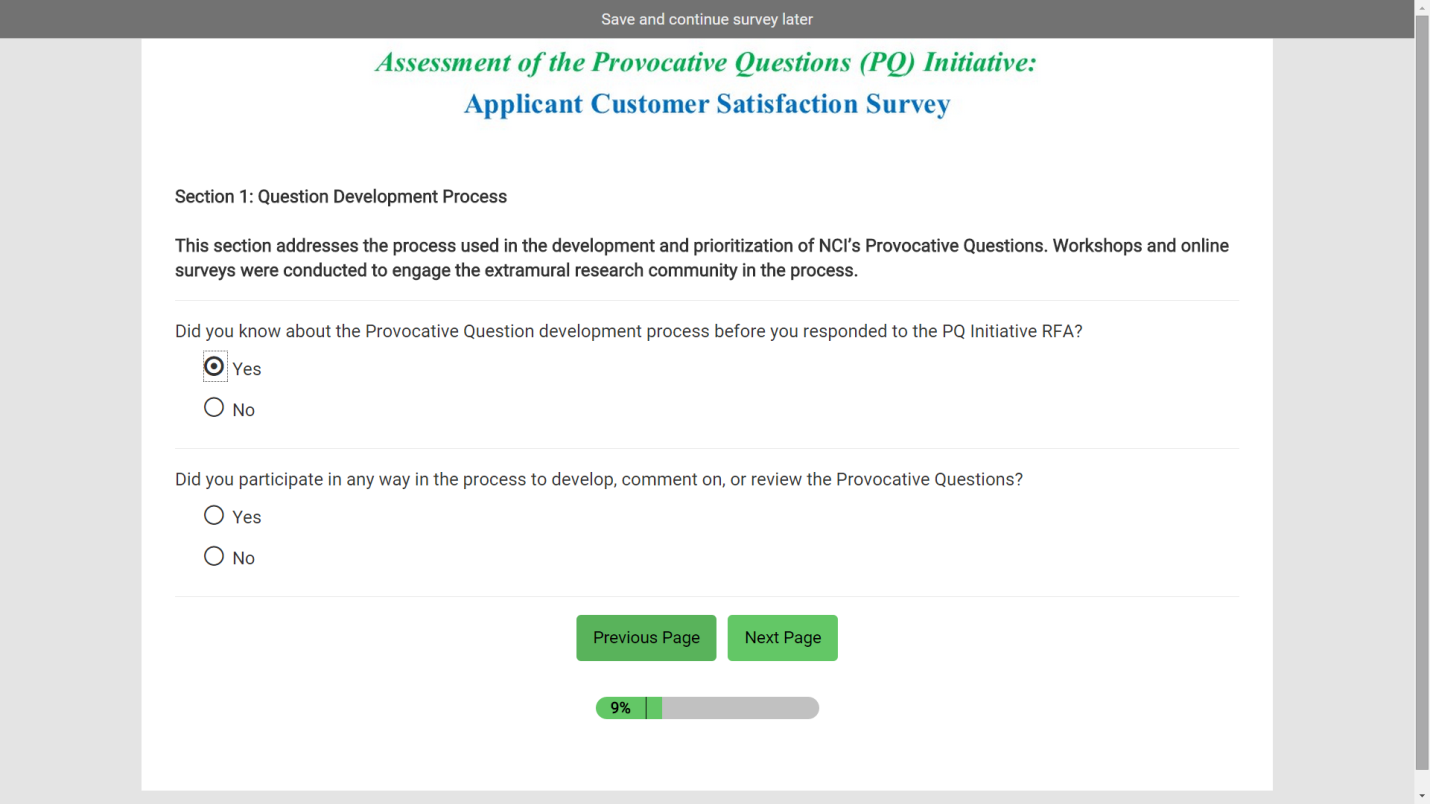 Save and continue survey later
Assessment of the Provocative Questions (PQ) Initiative:
Applicant Customer Satisfaction Survey
Section 1: Question Development Process
This section addresses the process used in the development and prioritization of NCI’s Provocative Questions. Workshops and online
surveys were conducted to engage the extramural research community in the process.
Did you know about the Provocative Question development process before you responded to the PQ Initiative RFA?
Yes
No
Did you participate in any way in the process to develop, comment on, or review the Provocative Questions?
Yes
No
Previous Page Next Page
9%